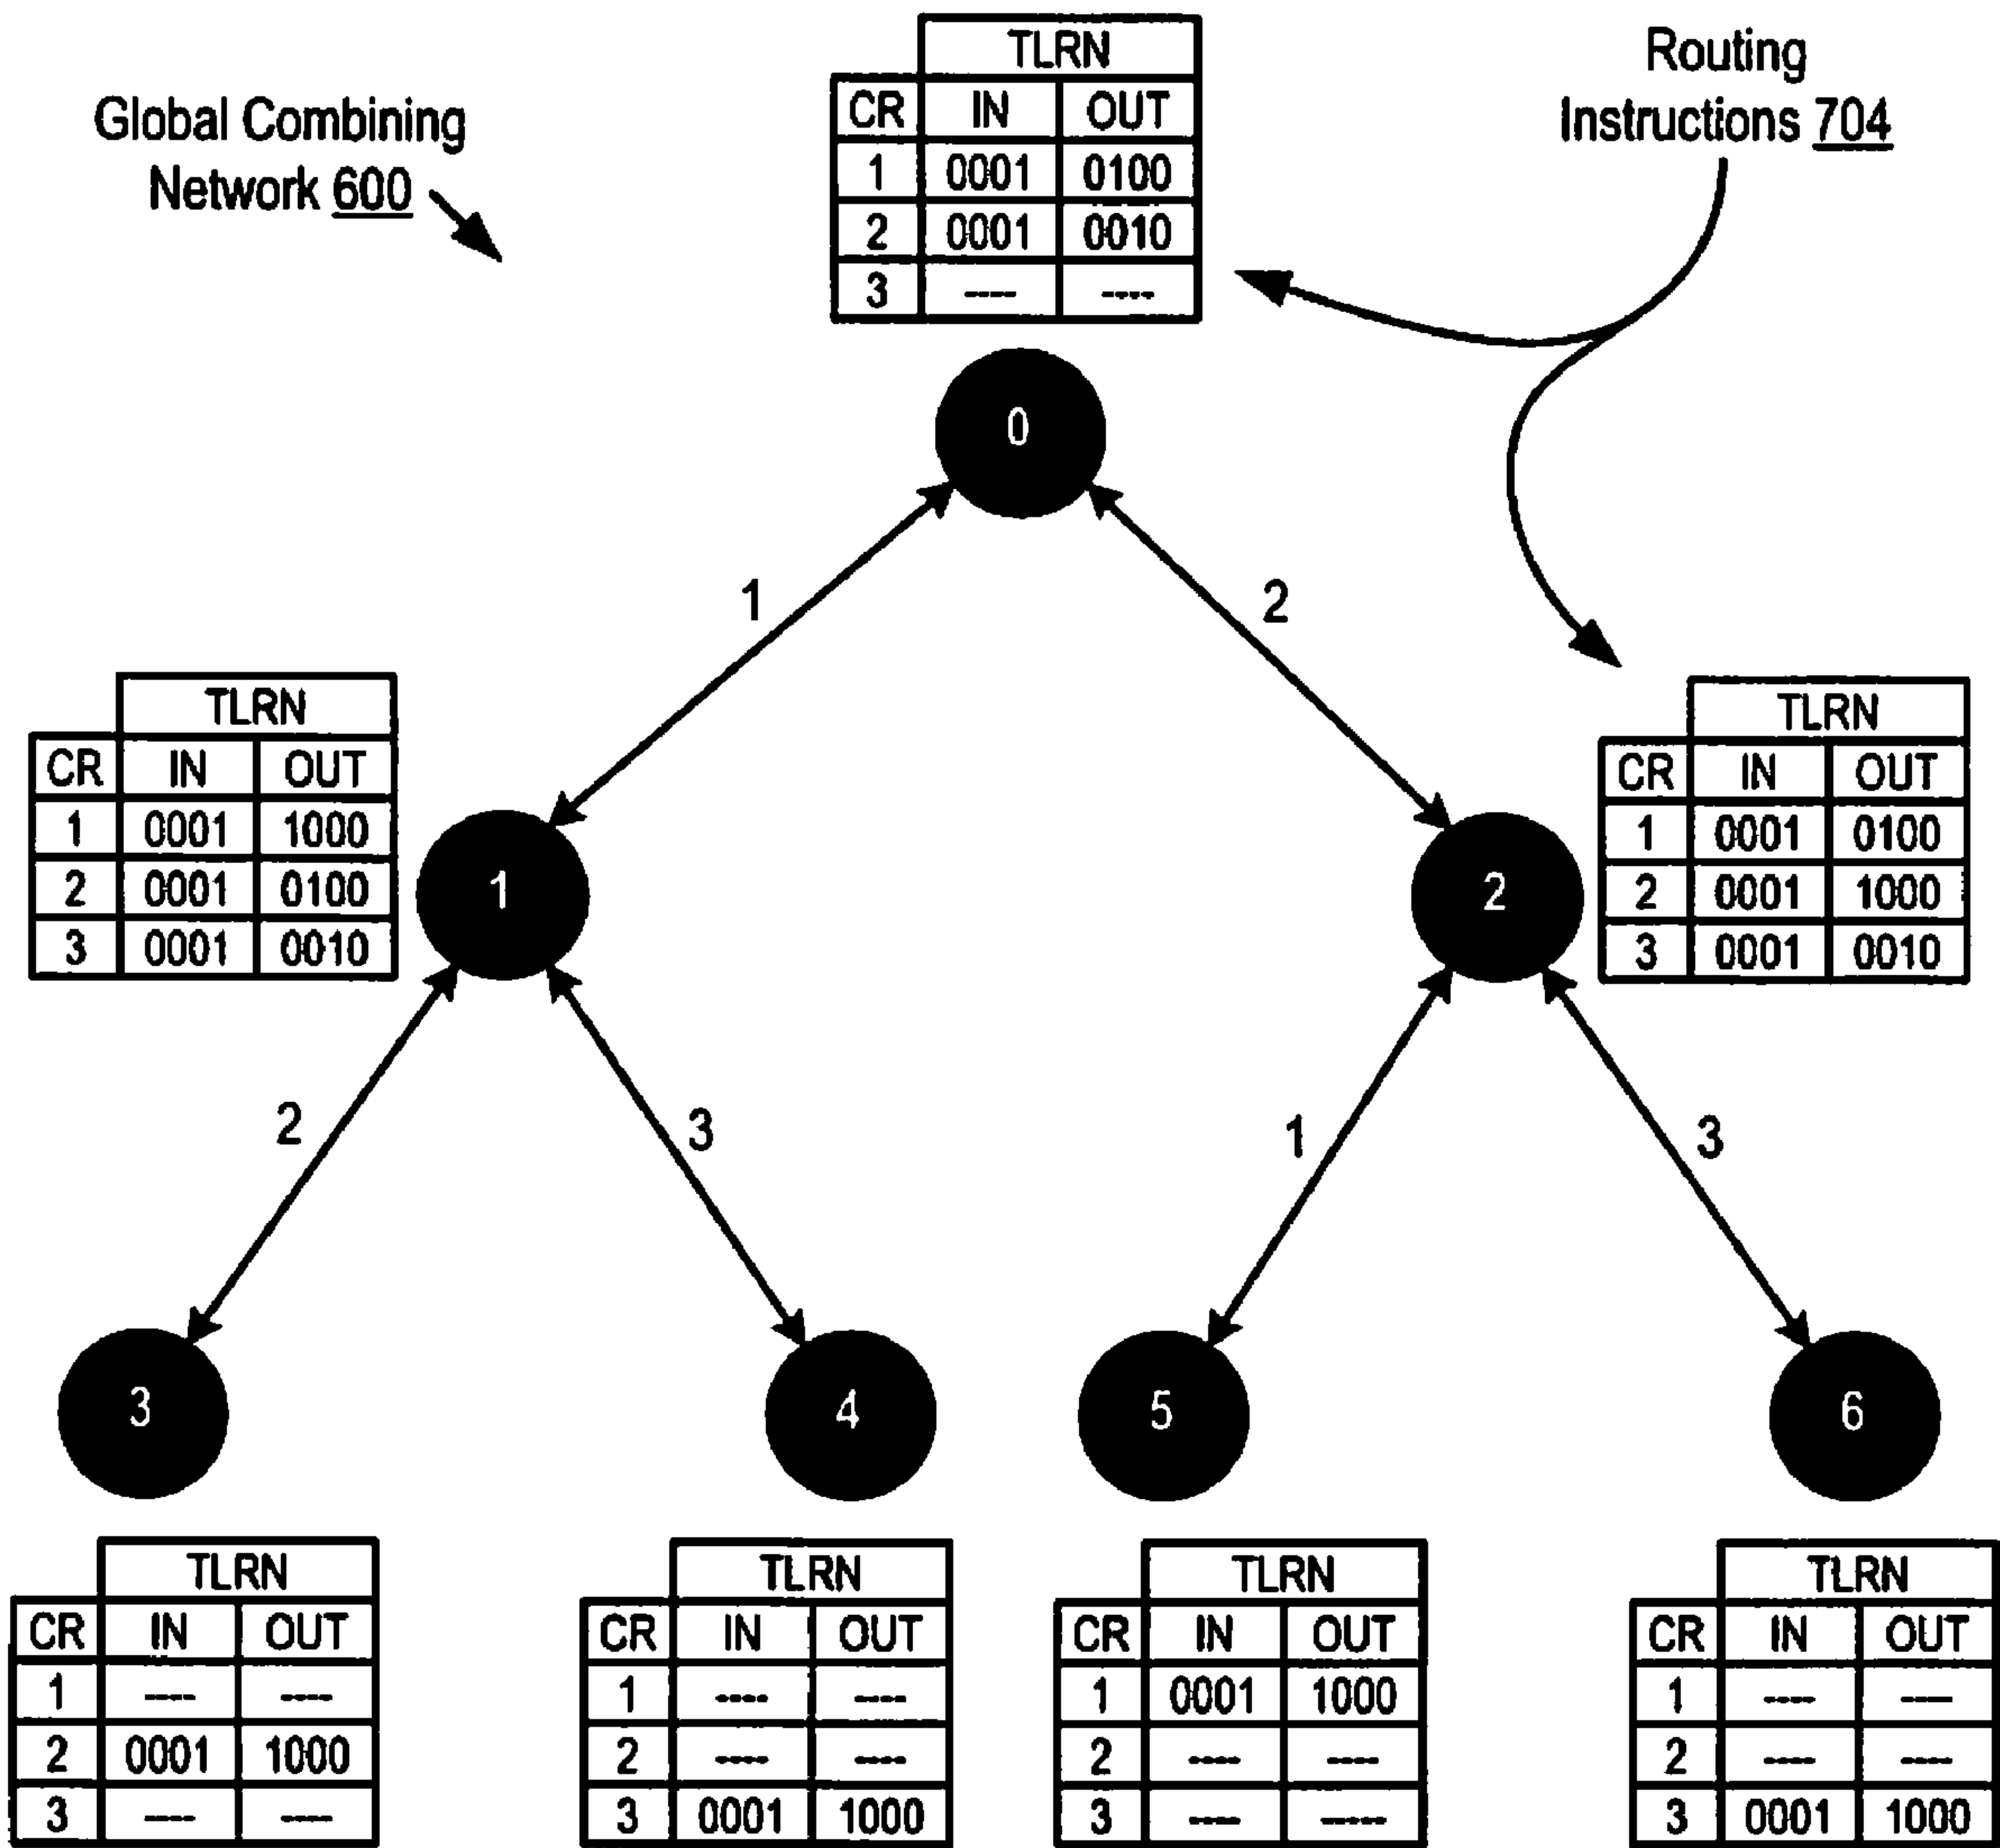 Global Combining
Network 600
Routing
Instructions 704
TLRN
CR IN OUT
1 0001 0100
2 0001 0010
3 ---- ----
0
1
2
TLRN
CR IN OUT
1 0001 1000
2 0001 0100
3 0001 0010
1
2
TLRN
CR IN OUT
1 0001 0100
2 0001 1000
3 0001 0010
2
3
1
3
3
4
5
6
TLRN
CR IN OUT
1 ---- ----
2 0001 1000
3 ---- ----
TLRN
CR IN OUT
1 ---- ----
2 ---- ----
3 0001 1000
TLRN
CR IN OUT
1 0001 1000
2 ---- ----
3 ---- -----
TLRN
CR IN OUT
1 ---- ----
2 ---- ----
3 0001 1000